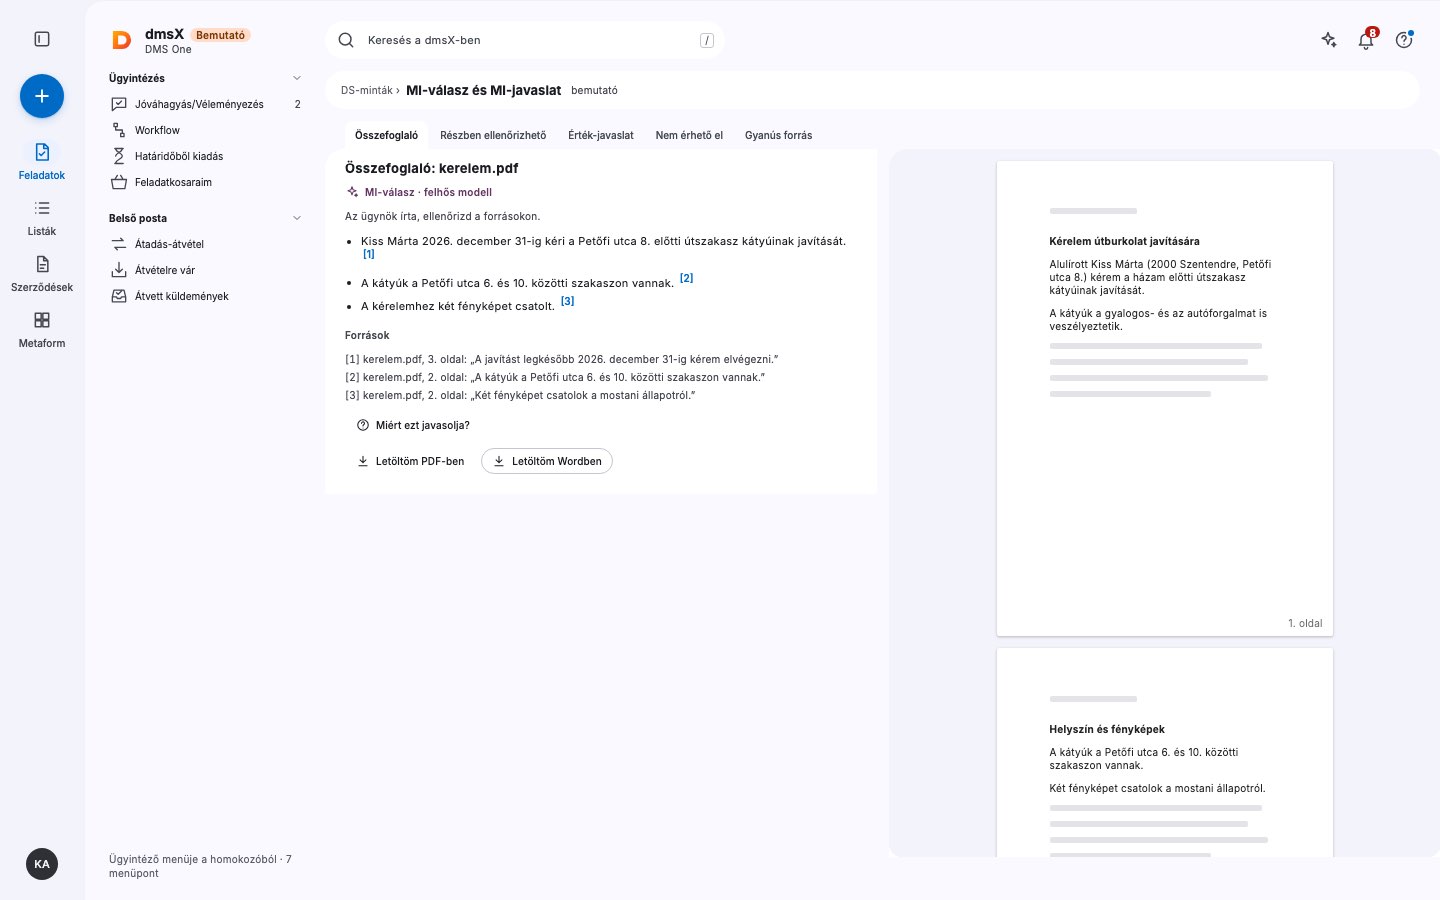 dmsX Bemutató
DMS One
Keresés a dmsX-ben
/
8
Feladatok
Listák
Szerződések
Metaform
KA
Ügyintézés
Jóváhagyás/Véleményezés 2
Workflow
Határidőből kiadás
Feladatkosaraim
Belső posta
Átadás-átvétel
Átvételre vár
Átvett küldemények
Ügyintéző menüje a homokozóból · 7
menüpont
DS-minták › MI-válasz és MI-javaslat bemutató
Összefoglaló Részben ellenőrizhető Érték-javaslat Nem érhető el Gyanús forrás
Összefoglaló: kerelem.pdf
MI-válasz · felhős modell
Az ügynök írta, ellenőrizd a forrásokon.
• Kiss Márta 2026. december 31-ig kéri a Petőfi utca 8. előtti útszakasz kátyúinak javítását.
[1]
• A kátyúk a Petőfi utca 6. és 10. közötti szakaszon vannak. [2]
• A kérelemhez két fényképet csatolt. [3]
Források
[1] kerelem.pdf, 3. oldal: „A javítást legkésőbb 2026. december 31-ig kérem elvégezni.”
[2] kerelem.pdf, 2. oldal: „A kátyúk a Petőfi utca 6. és 10. közötti szakaszon vannak.”
[3] kerelem.pdf, 2. oldal: „Két fényképet csatolok a mostani állapotról.”
Miért ezt javasolja?
Letöltöm PDF-ben Letöltöm Wordben
Kérelem útburkolat javítására
Alulírott Kiss Márta (2000 Szentendre, Petőfi
utca 8.) kérem a házam előtti útszakasz
kátyúinak javítását.
A kátyúk a gyalogos- és az autóforgalmat is
veszélyeztetik.
1. oldal
Helyszín és fényképek
A kátyúk a Petőfi utca 6. és 10. közötti
szakaszon vannak.
Két fényképet csatolok a mostani állapotról.